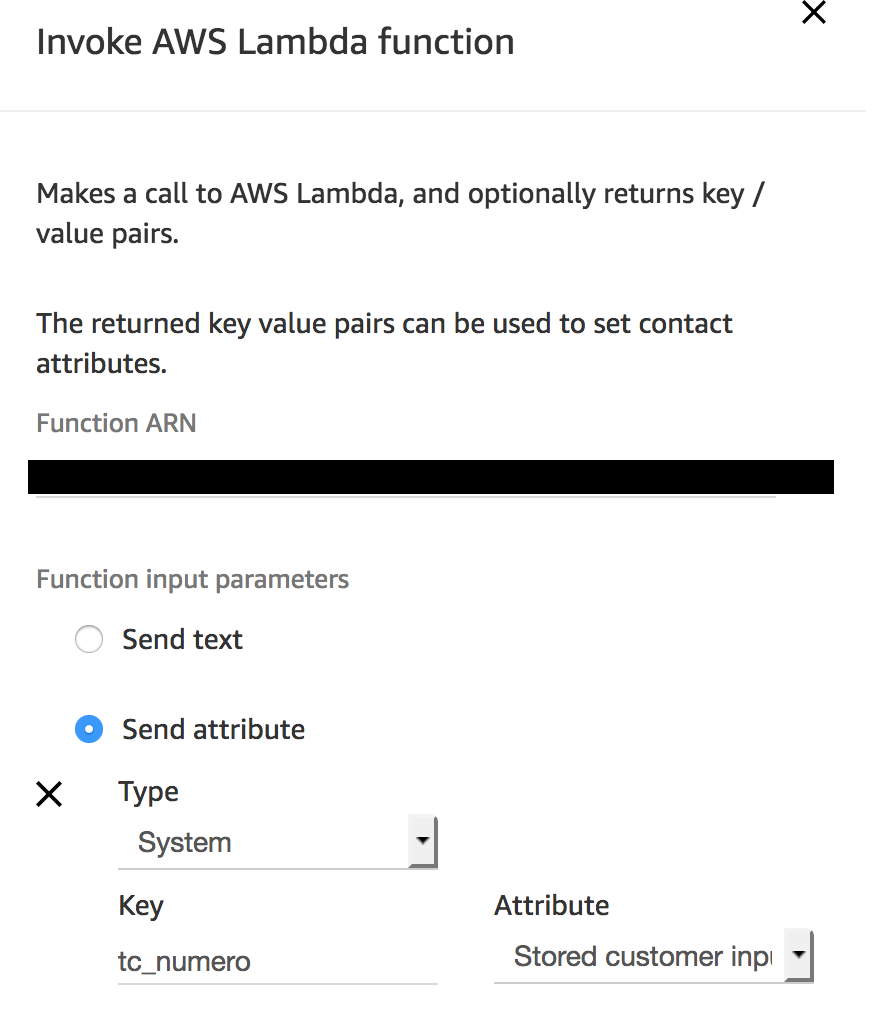 Invoke AWS Lambda function
Makes a call to AWS Lambda, and optionally returns key /
value pairs.
The returned key value pairs can be used to set contact
attributes.
Function ARN
Function input parameters
Send text
Send attribute
Type
System
Key
Attribute
tc_numero
Stored customer inpu